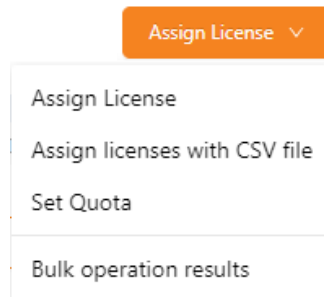 Assign License
Assign License
Assign licenses with CSV file
Set Quota
Bulk operation results